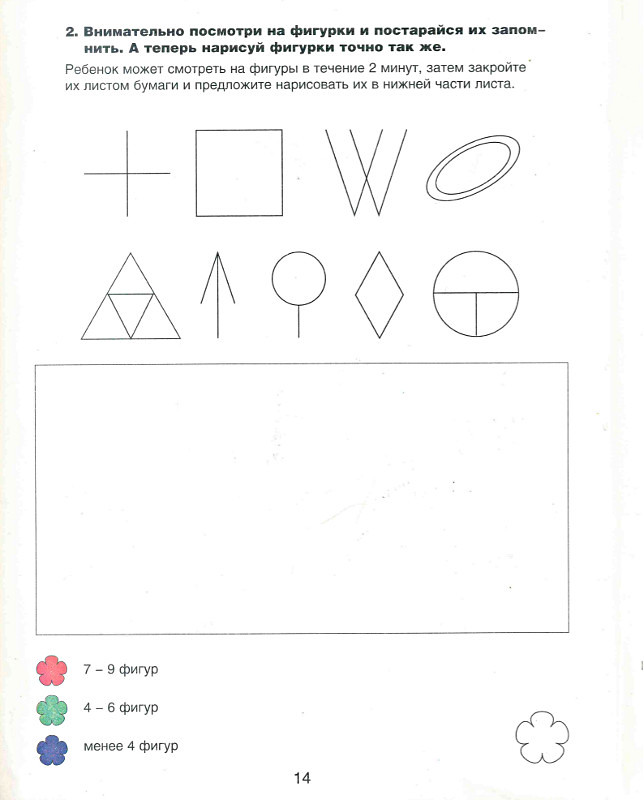 2. Внимательно посмотри на фигурки и постарайся их запом–
нить. А теперь нарисуй фигурки точно так же.
Ребенок может смотреть на фигуры в течение 2 минут, затем закройте
их листом бумаги и предложите нарисовать их в нижней части листа.
7 – 9 фигур
4 – 6 фигур
менее 4 фигур
14